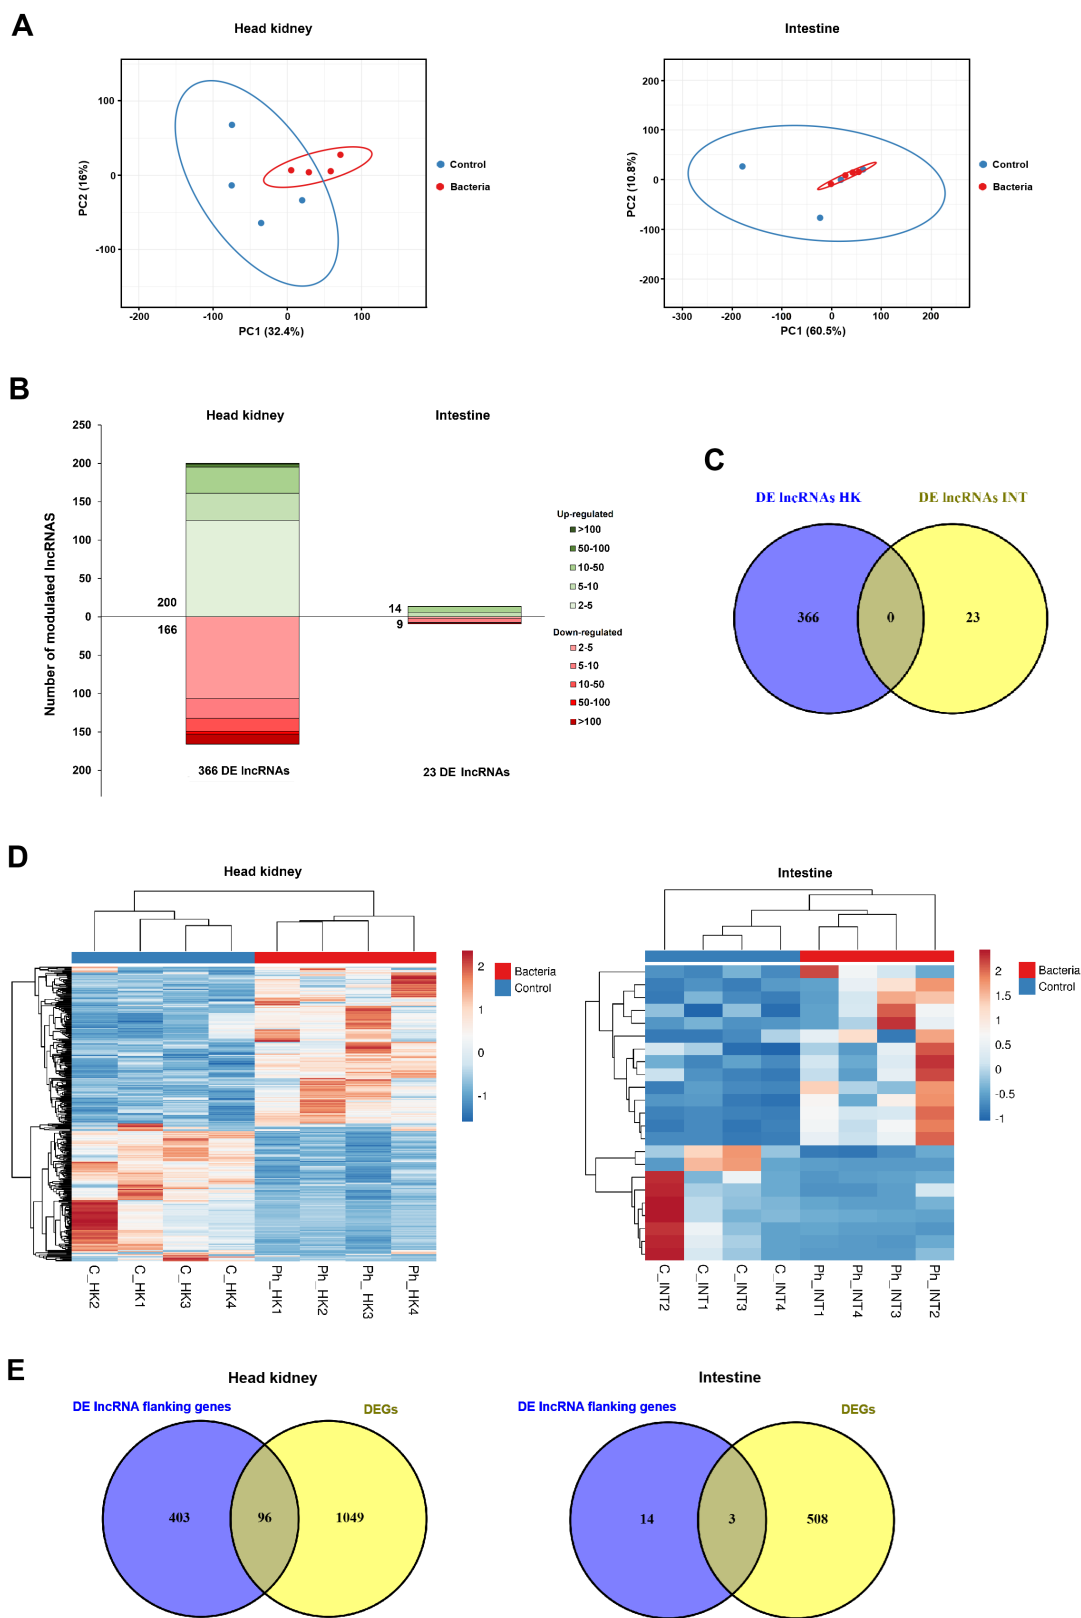 A
Head kidney
Intestine
PC2 (16%)
100
0
-100
-200
-100
0
100
PC1 (32.4%)
Control
Bacteria
PC2 (10.8%)
200
100
0
-100
-200
-300
-200
-100
0
100
200
PC1 (60.5%)
Control
Bacteria
B
Head kidney
Intestine
Number of modulated lncRNAS
250
200
150
100
50
0
50
100
150
200
200
166
14
9
366 DE lncRNAs
23 DE lncRNAs
Up-regulated
>100
50-100
10-50
5-10
2-5
Down-regulated
2-5
5-10
10-50
50-100
>100
C
DE lncRNAs HK
DE lncRNAs INT
366
0
23
D
Head kidney
2
1
0
-1
Bacteria
Control
C_HK2
C_HK1
C_HK3
C_HK4
Ph_HK1
Ph_HK2
Ph_HK3
Ph_HK4
Intestine
2
1.5
1
0.5
0
-0.5
-1
Bacteria
Control
C_INT2
C_INT1
C_INT3
C_INT4
Ph_INT1
Ph_INT4
Ph_INT3
Ph_INT2
E
Head kidney
DE lncRNA flanking genes
DEGs
403
96
1049
Intestine
DE lncRNA flanking genes
DEGs
14
3
508